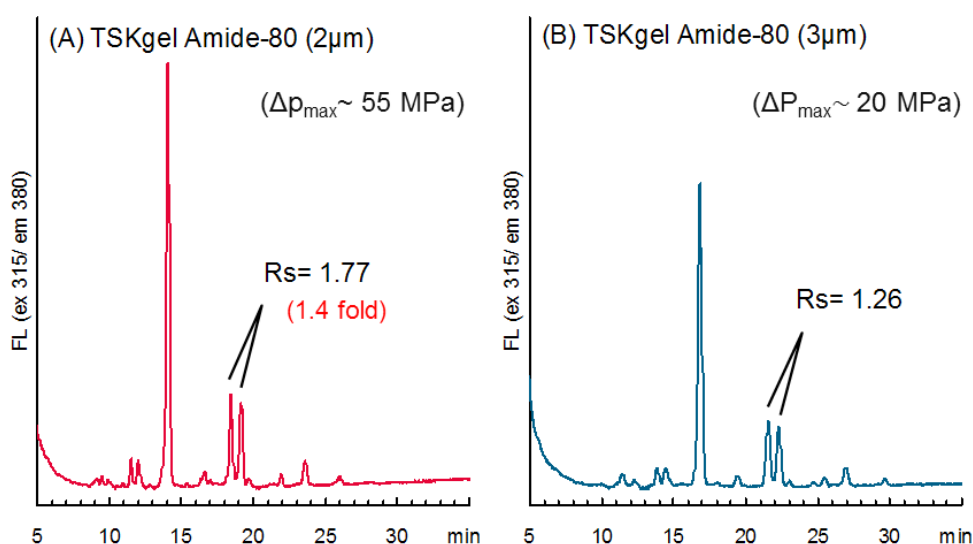 (A) TSKgel Amide-80 (2µm)
(Δpmax~ 55 MPa)
FL (ex 315/ em 380)
Rs= 1.77
(1.4 fold)
5 10 15 20 25 30 min
(B) TSKgel Amide-80 (3µm)
(ΔPmax~ 20 MPa)
FL (ex 315/ em 380)
Rs= 1.26
5 10 15 20 25 30 min